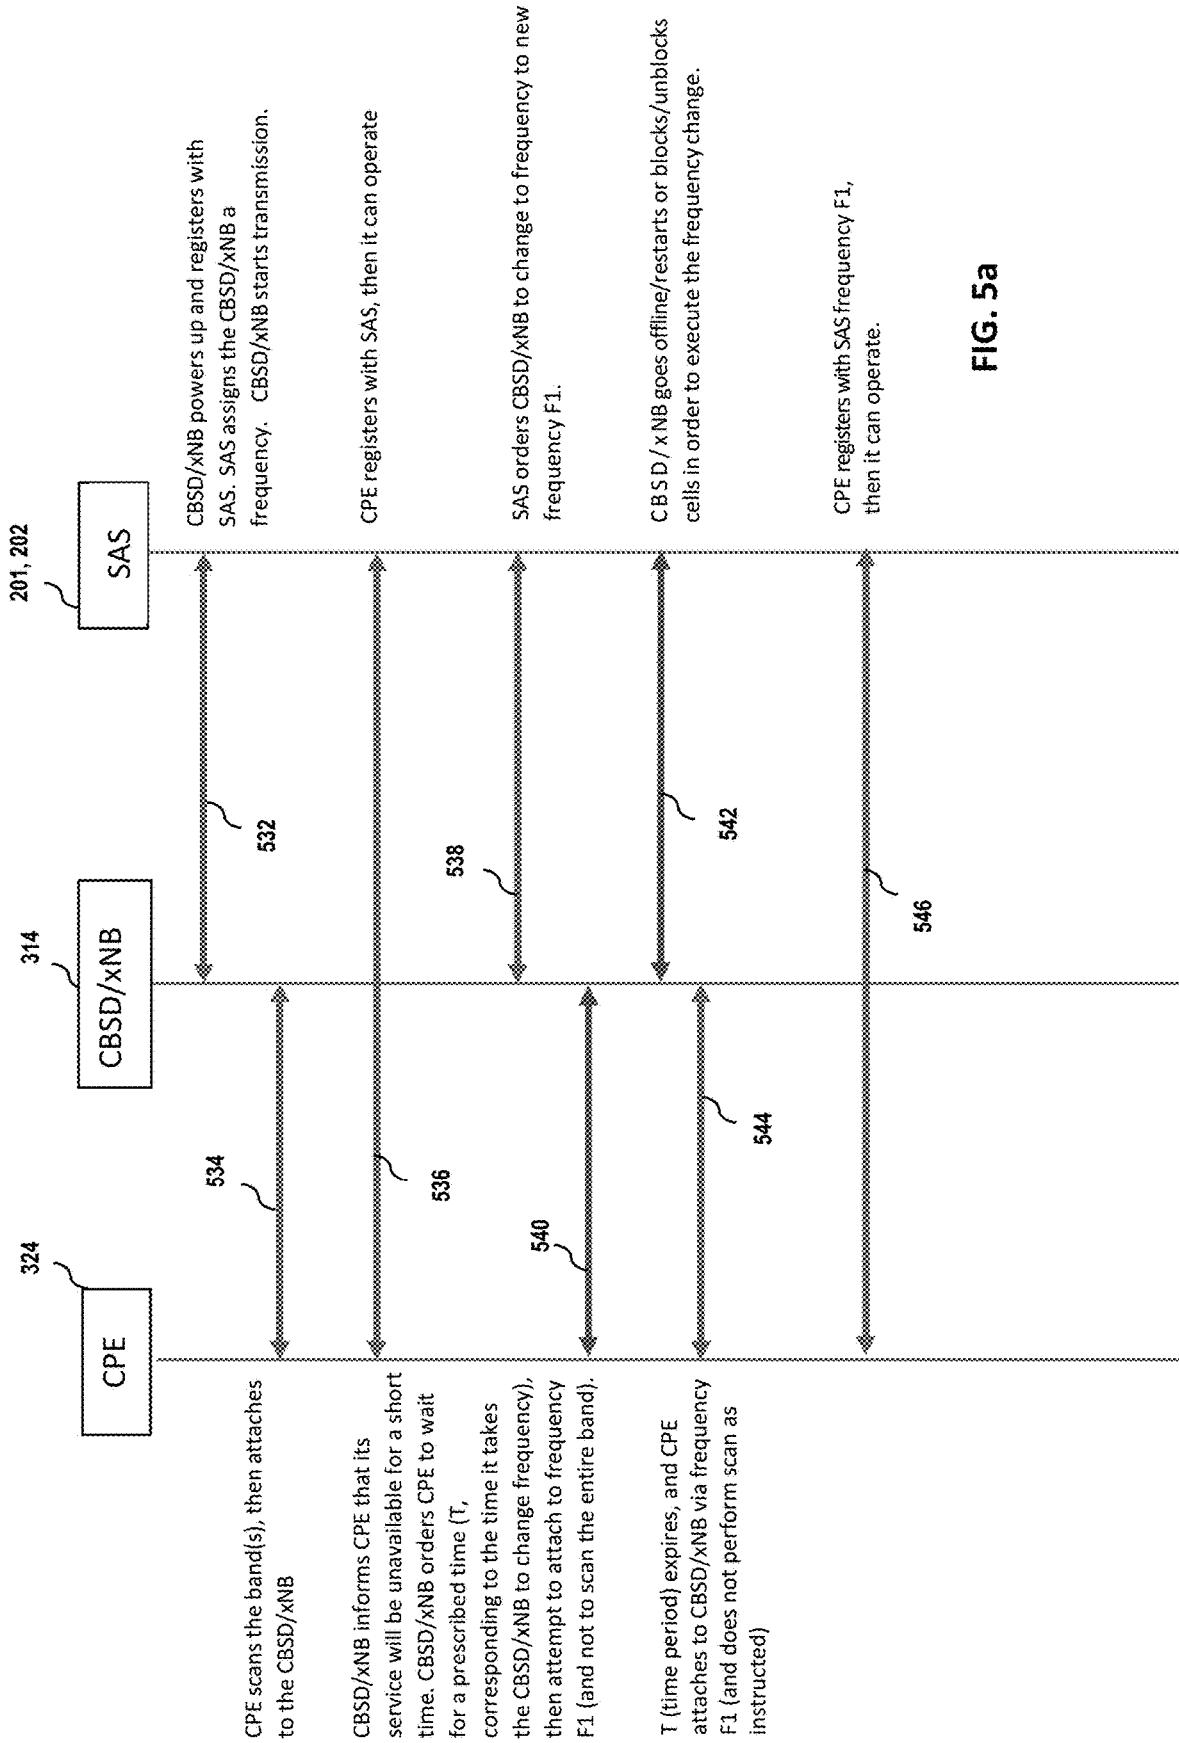 CPE
324
CBSD/xNB
314
SAS
201, 202
532
CBSD/xNB powers up and registers with
SAS. SAS assigns the CBSD/xNB a
frequency. CBSD/xNB starts transmission.
CPE scans the band(s), then attaches
to the CBSD/xNB
534
536
CPE registers with SAS, then it can operate
538
SAS orders CBSD/xNB to change to frequency to new
frequency F1.
CBSD/xNB informs CPE that its
service will be unavailable for a short
time. CBSD/xNB orders CPE to wait
for a prescribed time (T,
corresponding to the time it takes
the CBSD/xNB to change frequency),
then attempt to attach to frequency
F1 (and not to scan the entire band).
540
542
CBSD/xNB goes offline/restarts or blocks/unblocks
cells in order to execute the frequency change.
T (time period) expires, and CPE
attaches to CBSD/xNB via frequency
F1 (and does not perform scan as
instructed)
544
546
CPE registers with SAS frequency F1,
then it can operate.
FIG. 5a